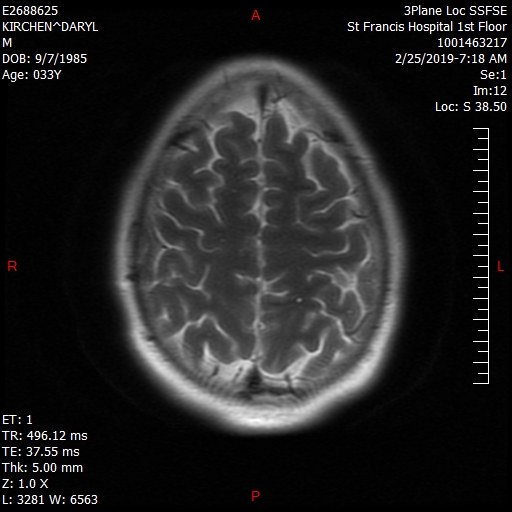 E2688625
KIRCHEN^DARYL
M
DOB: 9/7/1985
Age: 033Y
3Plane Loc SSFSE
St Francis Hospital 1st Floor
1001463217
2/25/2019-7:18 AM
Se:1
Im:12
Loc: S 38.50
A
R
L
ET: 1
TR: 496.12 ms
TE: 37.55 ms
Thk: 5.00 mm
Z: 1.0 X
L: 3281 W: 6563
P